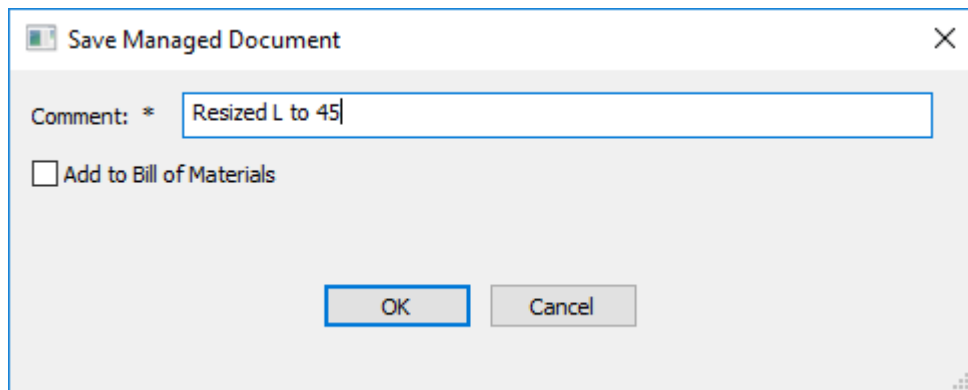 Save Managed Document
Comment: * Resized L to 45
Add to Bill of Materials
OK Cancel